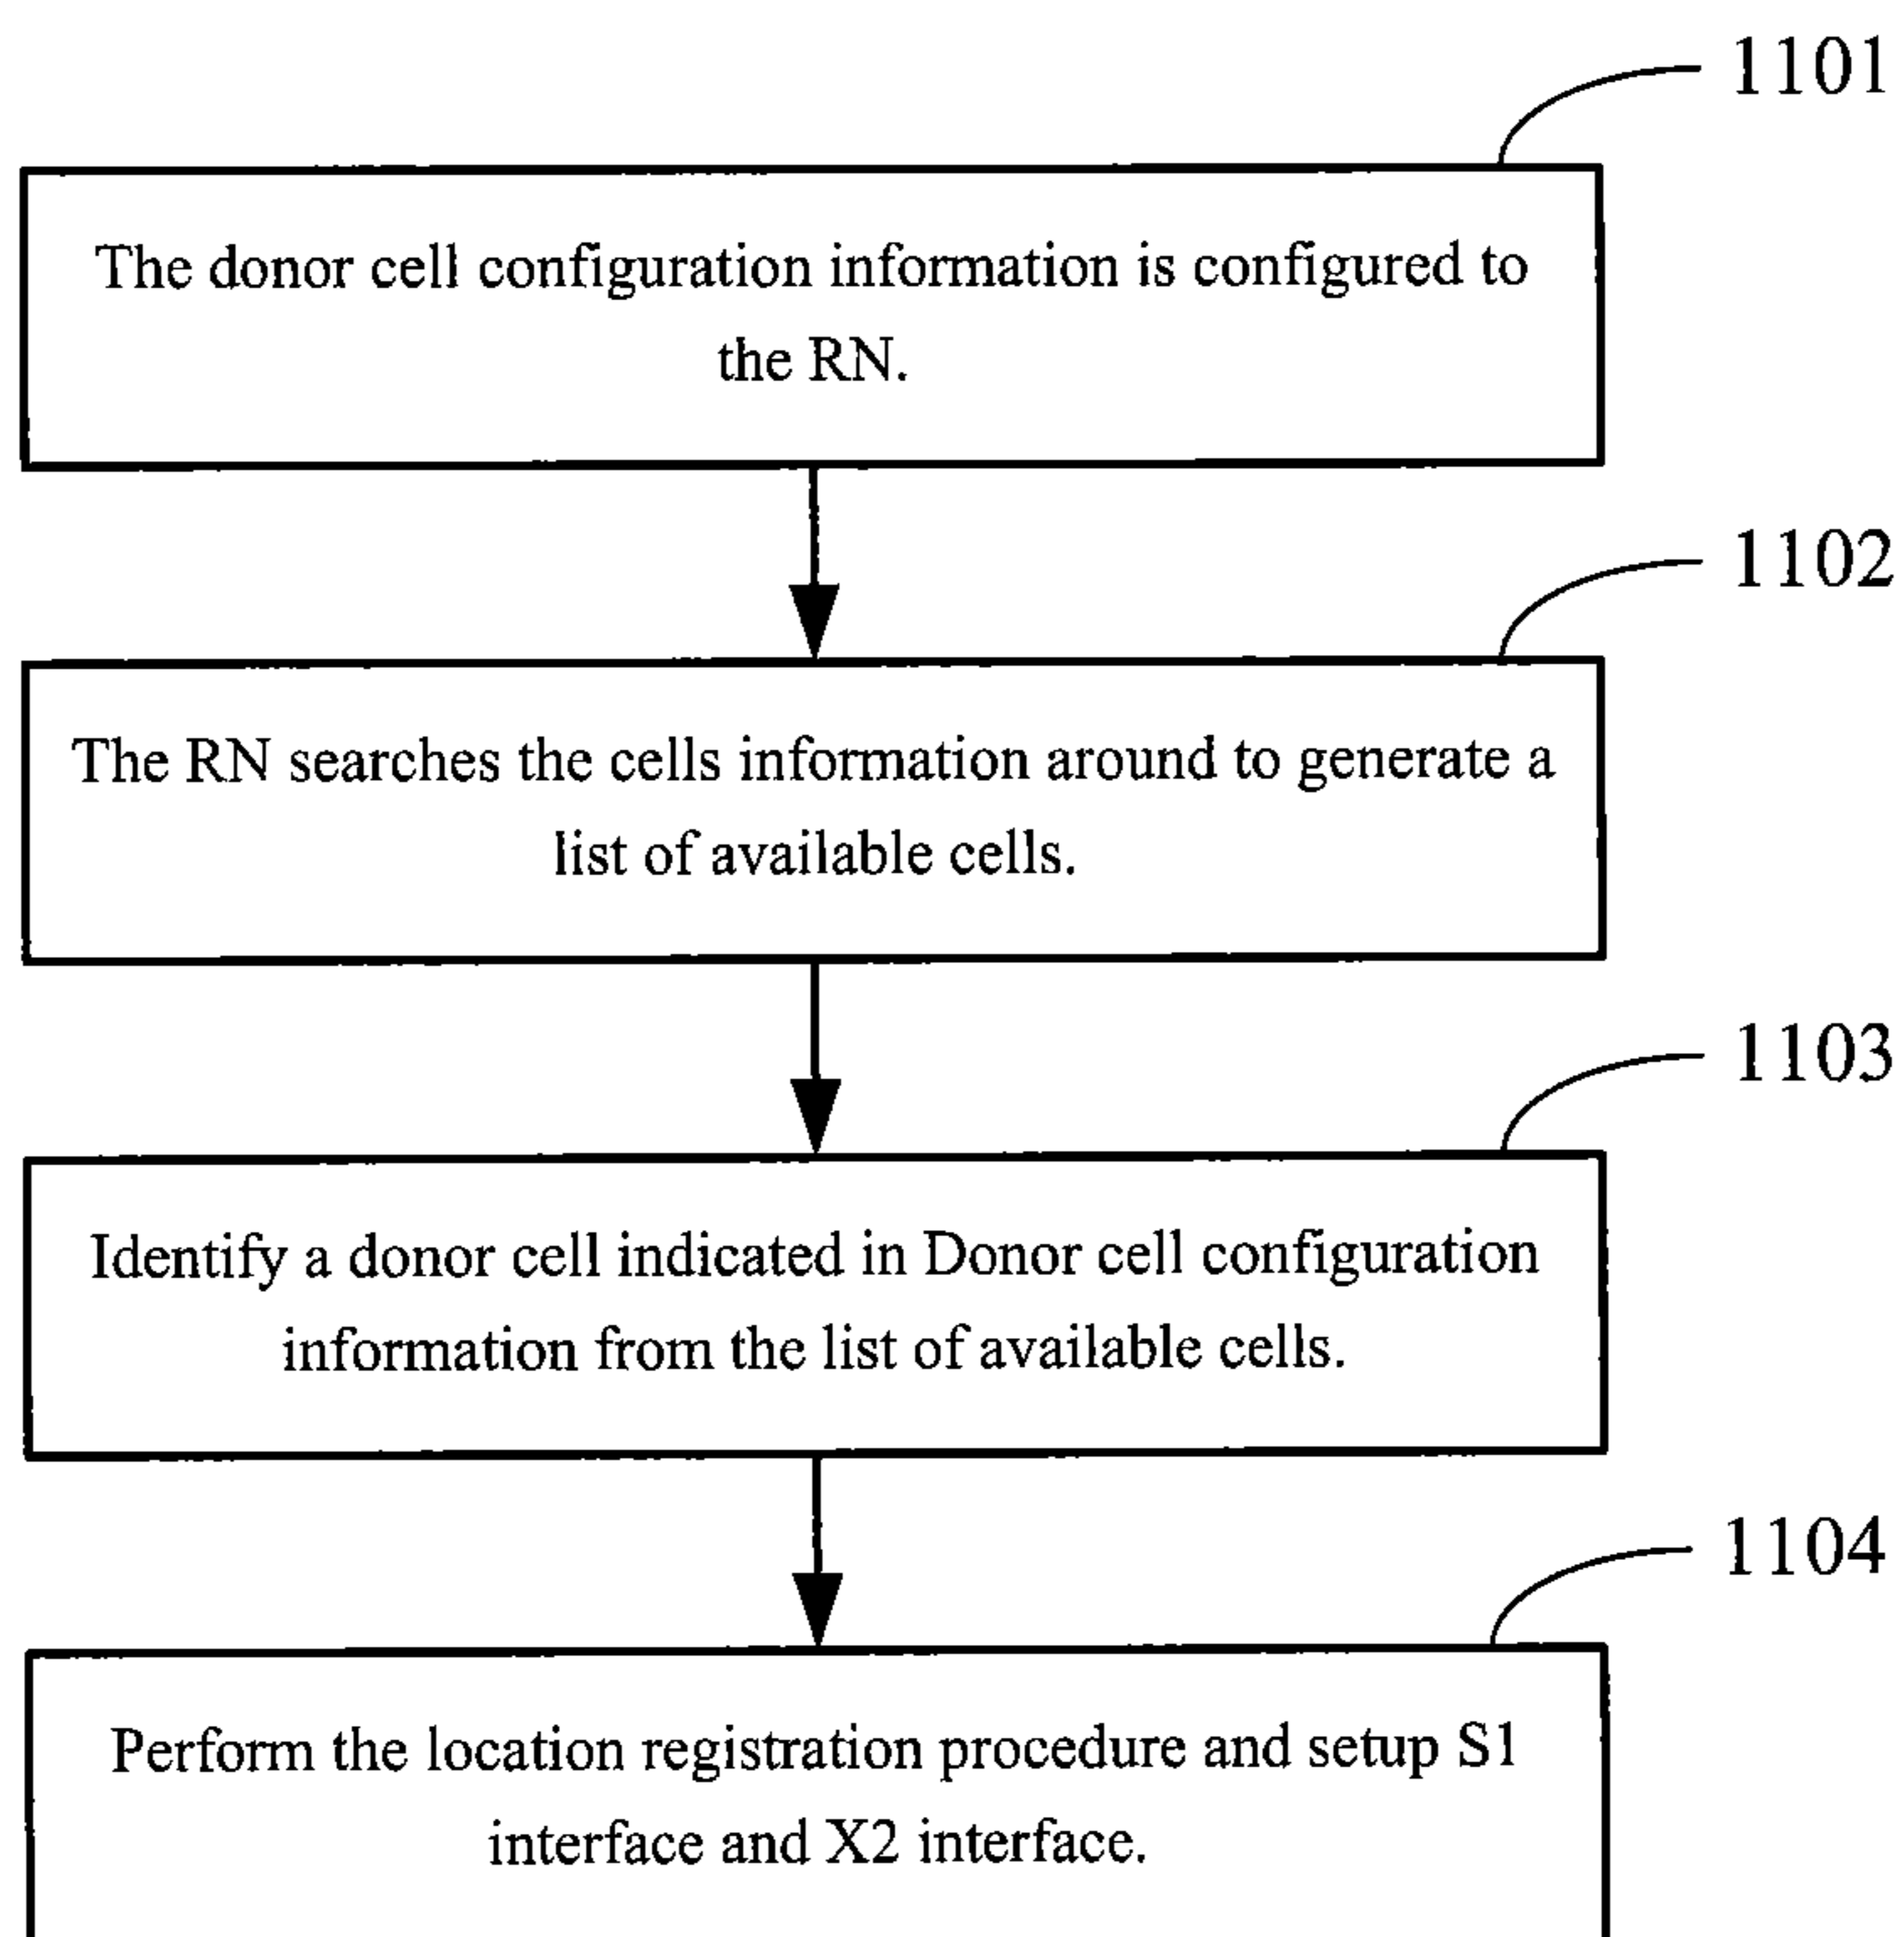 1101
The donor cell configuration information is configured to
the RN.
1102
The RN searches the cells information around to generate a
list of available cells.
1103
Identify a donor cell indicated in Donor cell configuration
information from the list of available cells.
1104
Perform the location registration procedure and setup S1
interface and X2 interface.